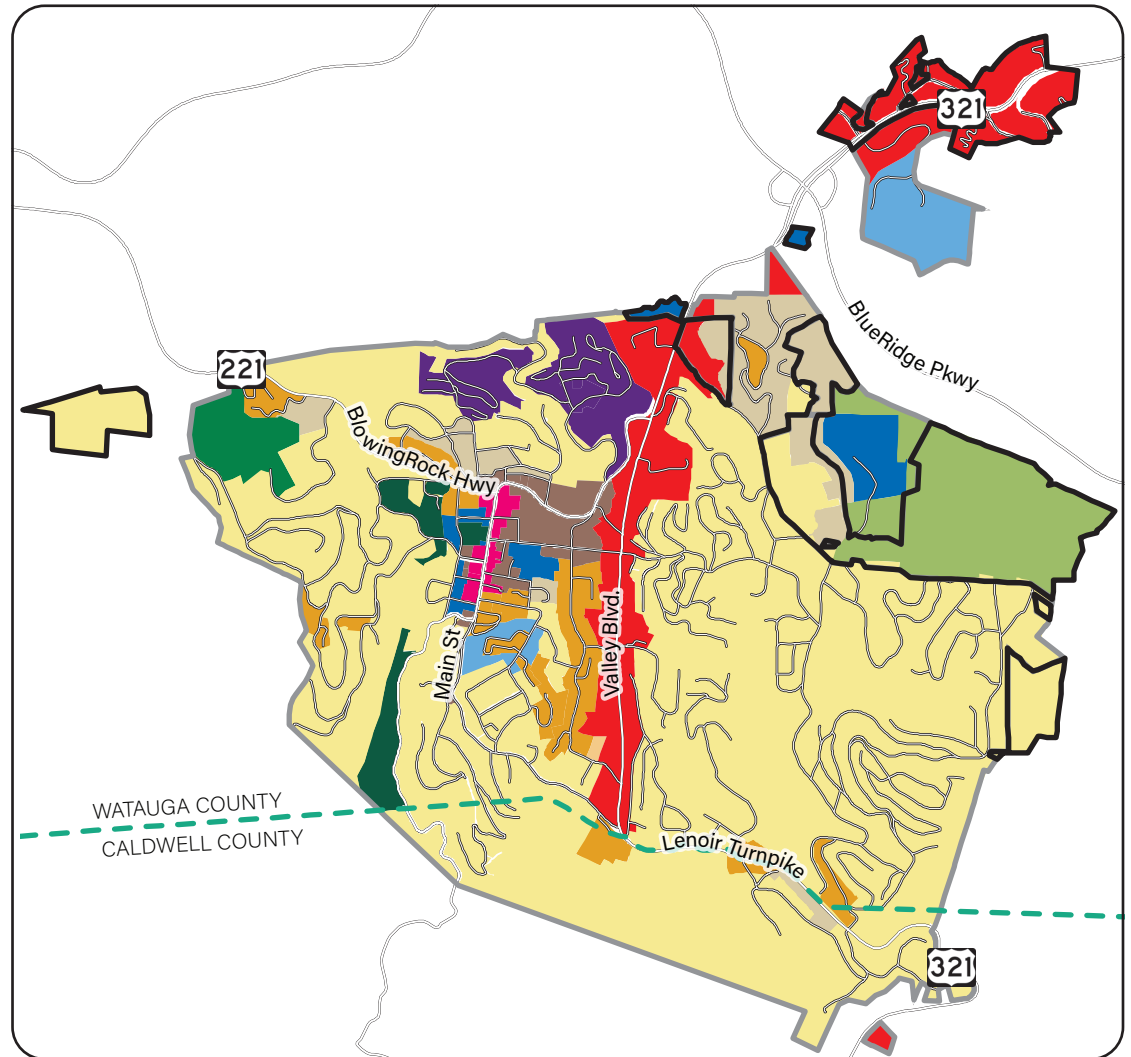 321
BlueRidge Pkwy
221
BlowingRock Hwy
Valley Blvd.
Main St
WATAUGA COUNTY
CALDWELL COUNTY
Lenoir Turnpike
321